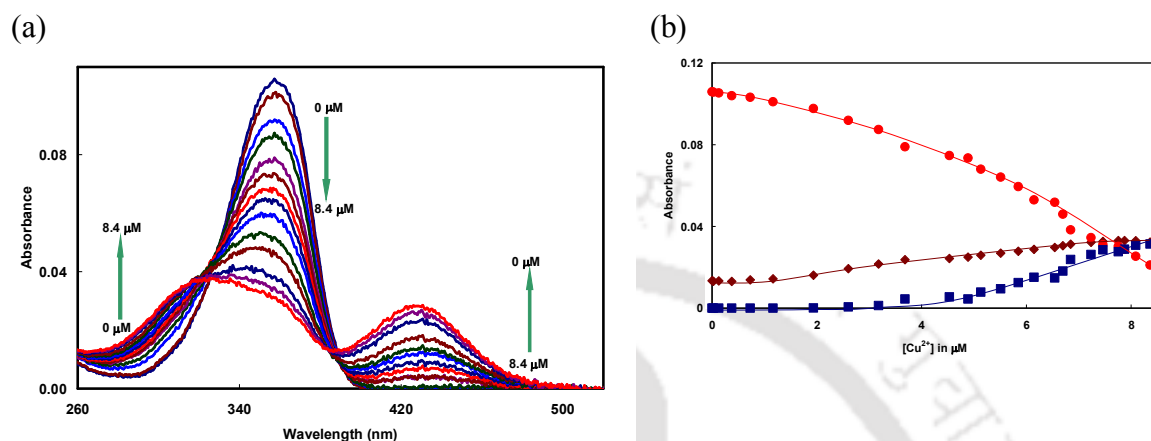 (a)
(b)
Absorbance
0.08
0.04
0.00
260
340
420
500
Wavelength (nm)
0 µM
8.4 µM
8.4 µM
0 µM
0 µM
8.4 µM
Absorbance
0.12
0.08
0.04
0
0
2
4
6
8
[Cu²⁺] in µM